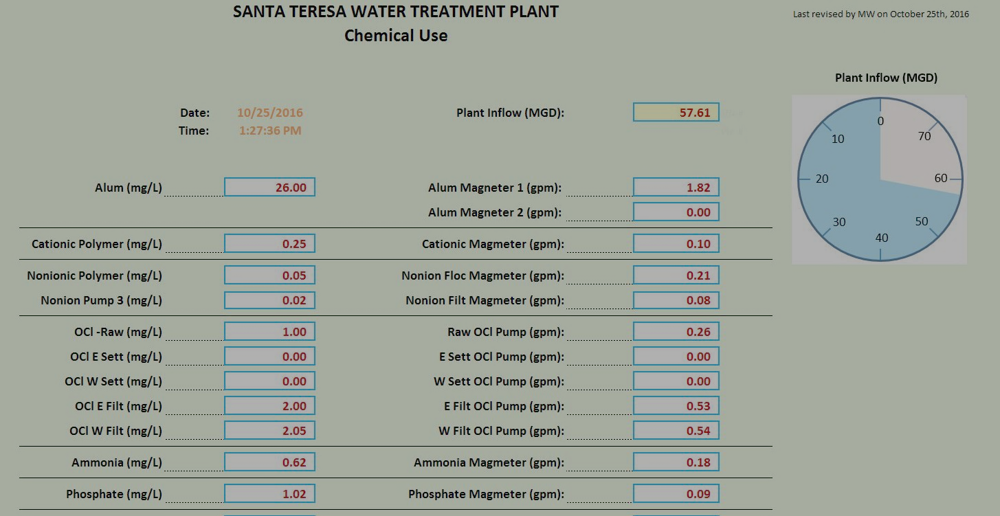 SANTA TERESA WATER TREATMENT PLANT
Last revised by MW on October 25th, 2016
Chemical Use
Plant Inflow (MGD)
Date: 10/25/2016 Plant Inflow (MGD): 57.61
Time: 1:27:36 PM
0
10
70
20
60
30
50
40
Alum (mg/L) 26.00 Alum Magneter 1 (gpm): 1.82
Alum Magneter 2 (gpm): 0.00
Cationic Polymer (mg/L) 0.25 Cationic Magmeter (gpm): 0.10
Nonionic Polymer (mg/L) 0.05 Nonion Floc Magmeter (gpm): 0.21
Nonion Pump 3 (mg/L) 0.02 Nonion Filt Magmeter (gpm): 0.08
OCl -Raw (mg/L) 1.00 Raw OCl Pump (gpm): 0.26
OCl E Sett (mg/L) 0.00 E Sett OCl Pump (gpm): 0.00
OCl W Sett (mg/L) 0.00 W Sett OCl Pump (gpm): 0.00
OCl E Filt (mg/L) 2.00 E Filt OCl Pump (gpm): 0.53
OCl W Filt (mg/L) 2.05 W Filt OCl Pump (gpm): 0.54
Ammonia (mg/L) 0.62 Ammonia Magmeter (gpm): 0.18
Phosphate (mg/L) 1.02 Phosphate Magmeter (gpm): 0.09